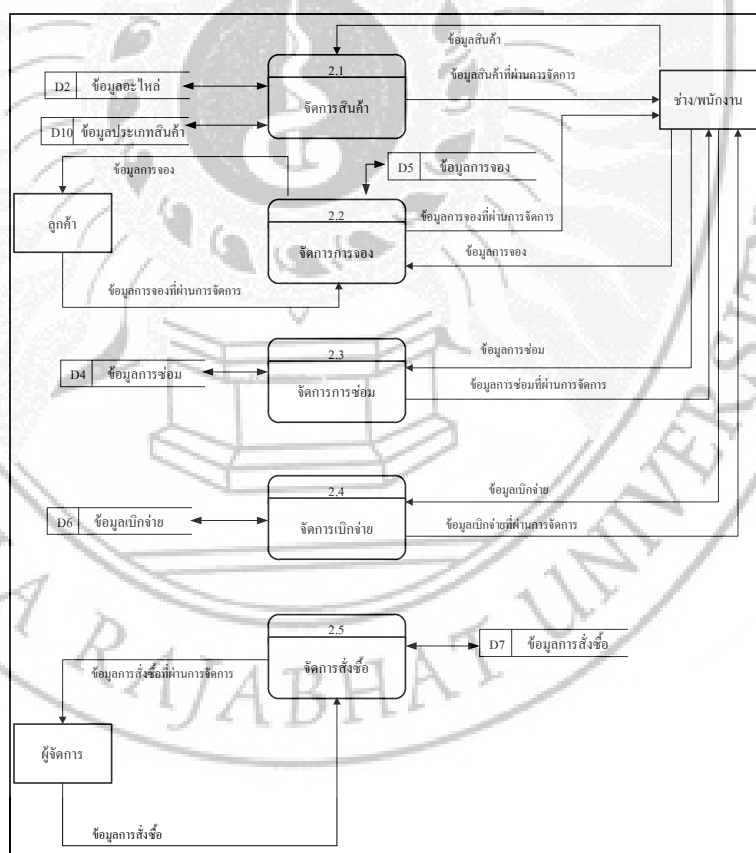 ข้อมูลสินค้า
2.1
จัดการสินค้า
ข้อมูลสินค้าที่ผ่านการจัดการ
ช่าง/พนักงาน
D2 ข้อมูลอะไหล่
D10 ข้อมูลประเภทสินค้า
ข้อมูลการจอง
D5 ข้อมูลการจอง
ลูกค้า
2.2
จัดการการจอง
ข้อมูลการจองที่ผ่านการจัดการ
ข้อมูลการจอง
ข้อมูลการจองที่ผ่านการจัดการ
2.3
จัดการการซ่อม
ข้อมูลการซ่อม
D4 ข้อมูลการซ่อม
ข้อมูลการซ่อมที่ผ่านการจัดการ
2.4
จัดการเบิกจ่าย
ข้อมูลเบิกจ่าย
D6 ข้อมูลเบิกจ่าย
ข้อมูลเบิกจ่ายที่ผ่านการจัดการ
2.5
จัดการสั่งซื้อ
D7 ข้อมูลการสั่งซื้อ
ข้อมูลการสั่งซื้อที่ผ่านการจัดการ
ผู้จัดการ
ข้อมูลการสั่งซื้อ
A RAJABHAT UNIVERSITY